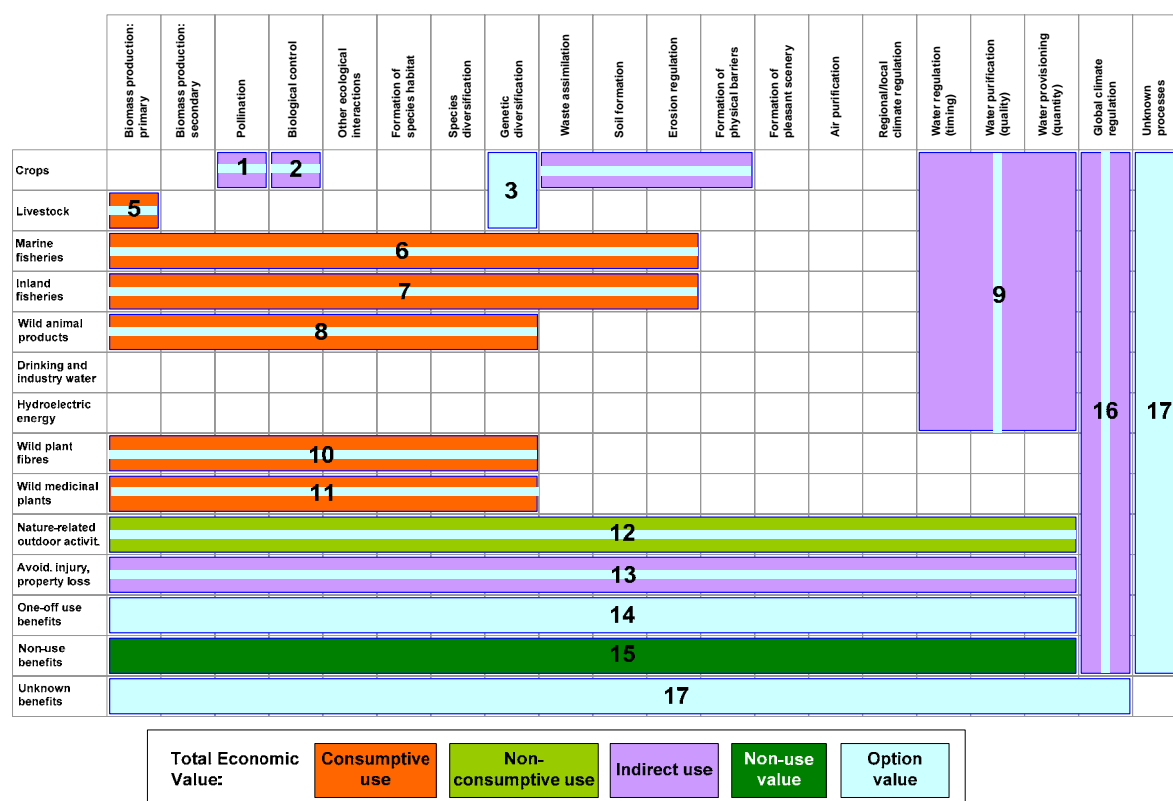 Biomass production:
primary
Biomass production:
secondary
Pollination
Biological control
Other ecological
interactions
Formation of
species habitat
Species
diversification
Genetic
diversification
Waste assimilation
Soil formation
Erosion regulation
Formation of
physical barriers
Formation of
pleasant scenery
Air purification
Regional/local
climate regulation
Water regulation
(timing)
Water purification
(quality)
Water provisioning
(quantity)
Global climate
regulation
Unknown
processes
Crops
1
2
3
Livestock
5
Marine
fisheries
6
Inland
fisheries
7
9
Wild animal
products
8
Drinking and
industry water
Hydroelectric
energy
16
17
Wild plant
fibres
10
Wild medicinal
plants
11
Nature-related
outdoor activit.
12
Avoid. injury,
property loss
13
One-off use
benefits
14
Non-use
benefits
15
Unknown
benefits
17
Total Economic
Value:
Consumptive
use
Non-
consumptive use
Indirect use
Non-use
value
Option
value